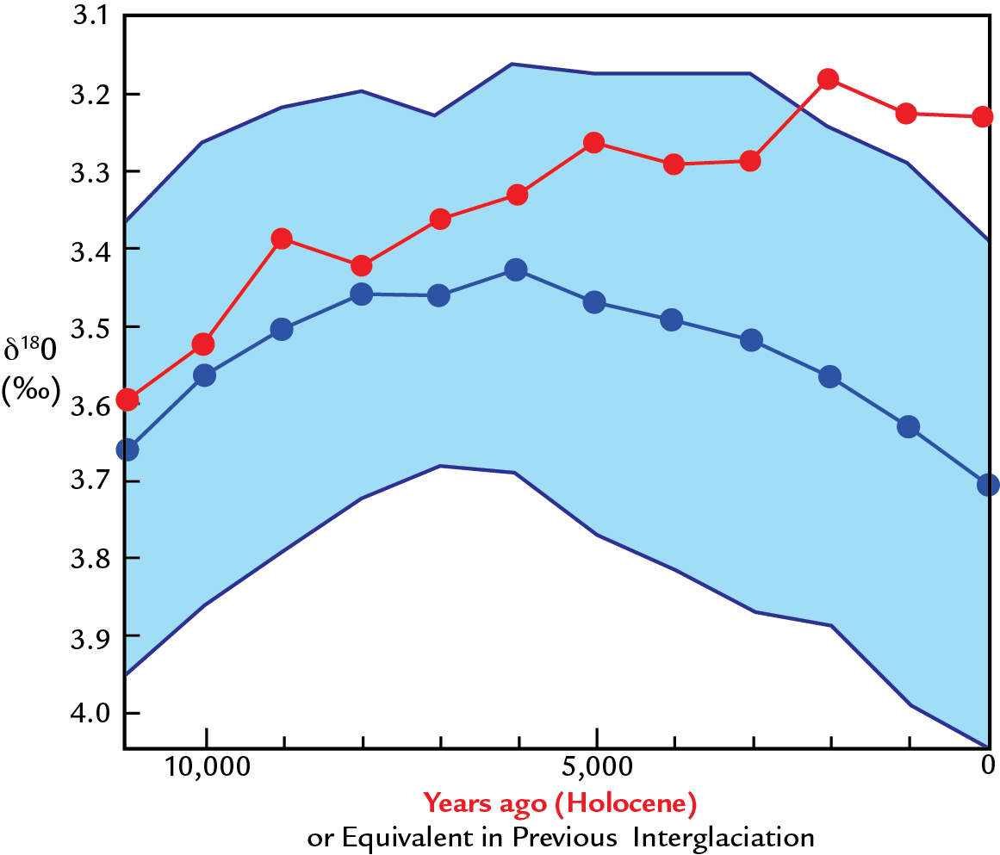 3.1
3.2
3.3
3.4
3.5
δ¹⁸0
(‰)
3.6
3.7
3.8
3.9
4.0
10,000 5,000 0
Years ago (Holocene)
or Equivalent in Previous Interglaciation